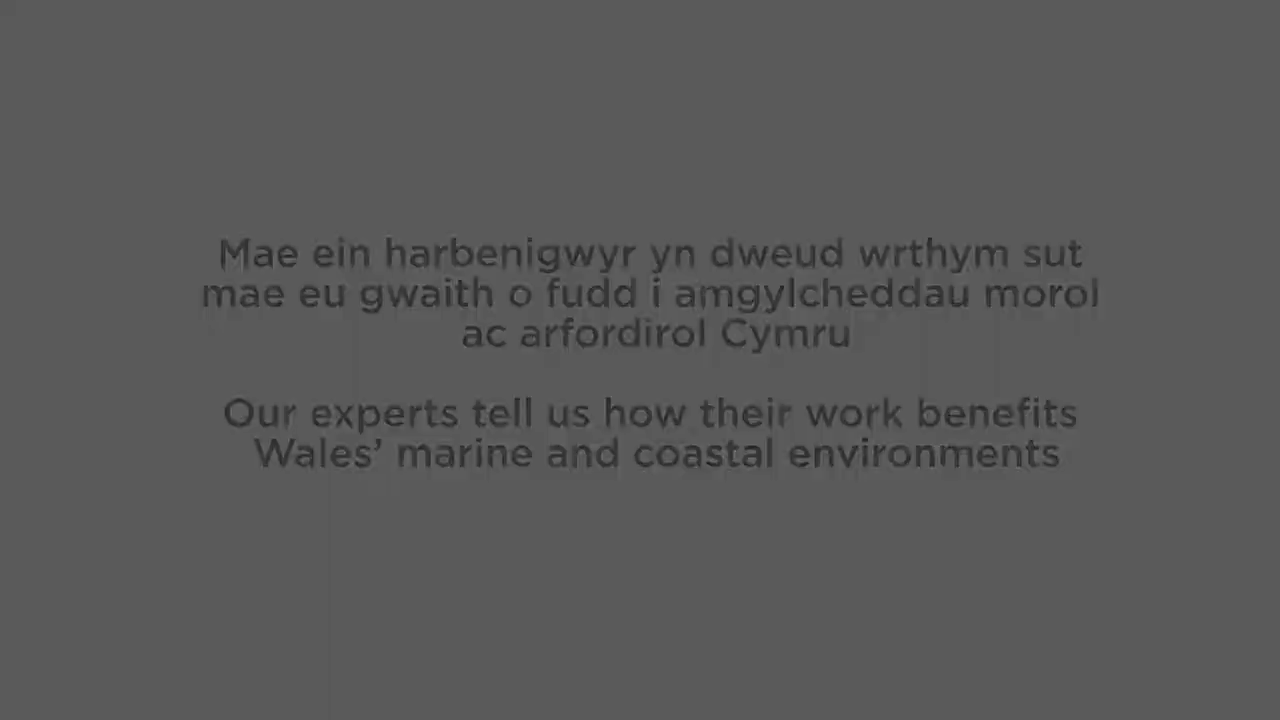 Mae ein harbenigwyr yn dweud wrthym sut
mae eu gwaith o fudd i amgylcheddau morol
ac arfordirol Cymru
Our experts tell us how their work benefits
Wales’ marine and coastal environments